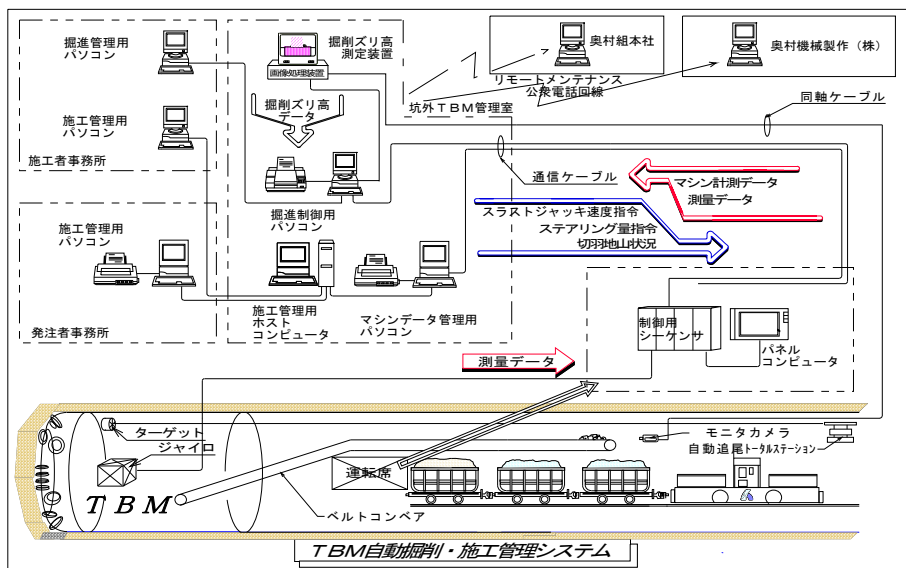 掘進管理用
パソコン
施工管理用
パソコン
施工者事務所
掘削ズリ高
測定装置
画像処理装置
掘削ズリ高
データ
坑外TBM管理室
掘進制御用
パソコン
奥村組本社
奥村機械製作（株）
リモートメンテナンス
公衆電話回線
同軸ケーブル
通信ケーブル
マシン計測データ
測量データ
スラストジャッキ速度指令
ステアリング量指令
切羽地山状況
施工管理用
パソコン
発注者事務所
施工管理用
ホスト
コンピュータ
マシンデータ管理用
パソコン
制御用
シーケンサ
パネル
コンピュータ
測量データ
ターゲット
ジャイロ
運転席
モニタカメラ
自動追尾トータルステーション
TBM
ベルトコンベア
TBM自動掘削・施工管理システム